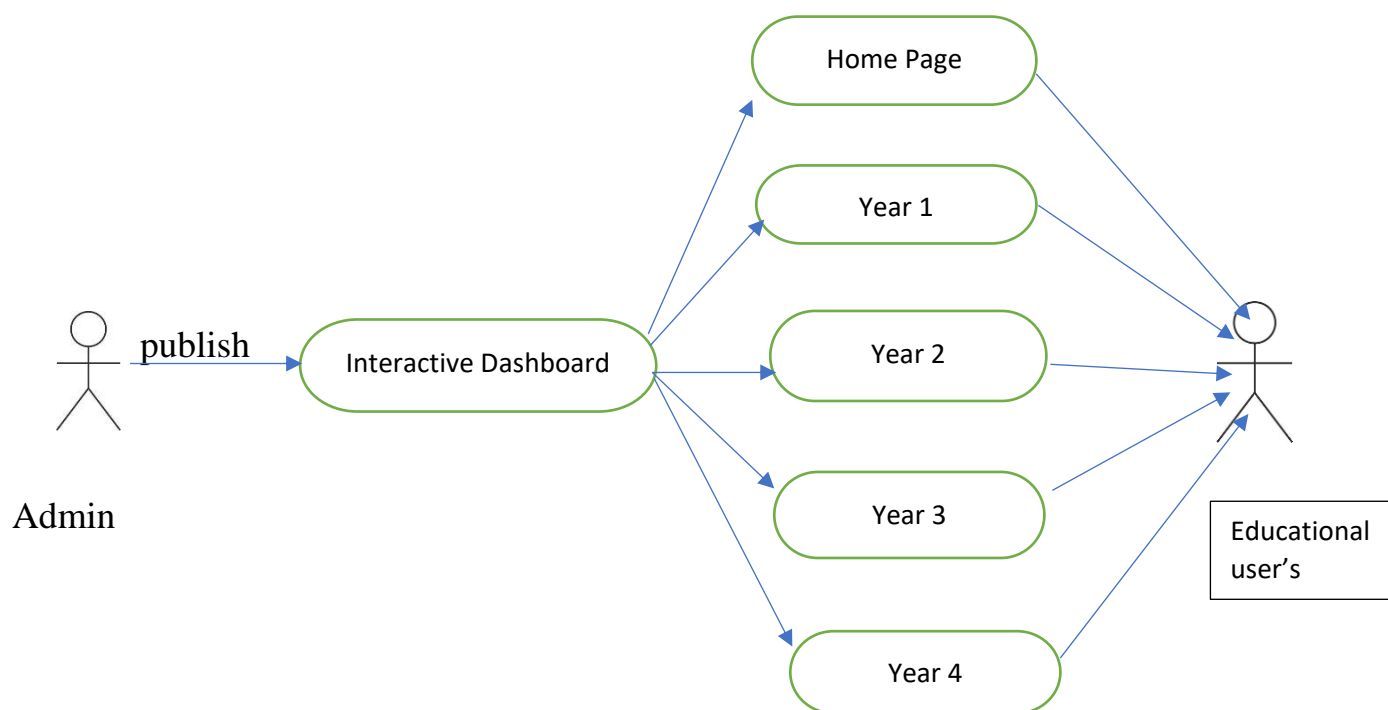 Home Page
Year 1
publish
Interactive Dashboard
Year 2
Admin
Year 3
Educational
user’s
Year 4